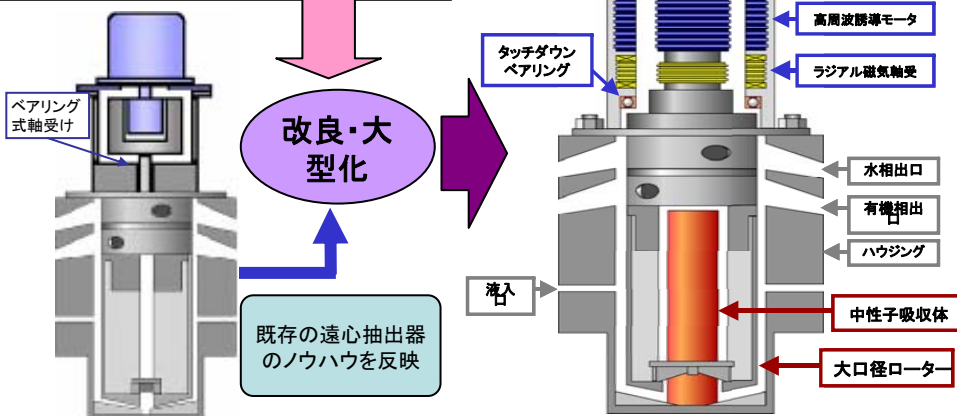 ベアリング
式軸受け
改良・大
型化
既存の遠心抽出器
のノウハウを反映
タッチダウン
ベアリング
高周波誘導モータ
ラジアル磁気軸受
水相出口
有機相出
口
ハウジング
液入
口
中性子吸収体
大口径ローター